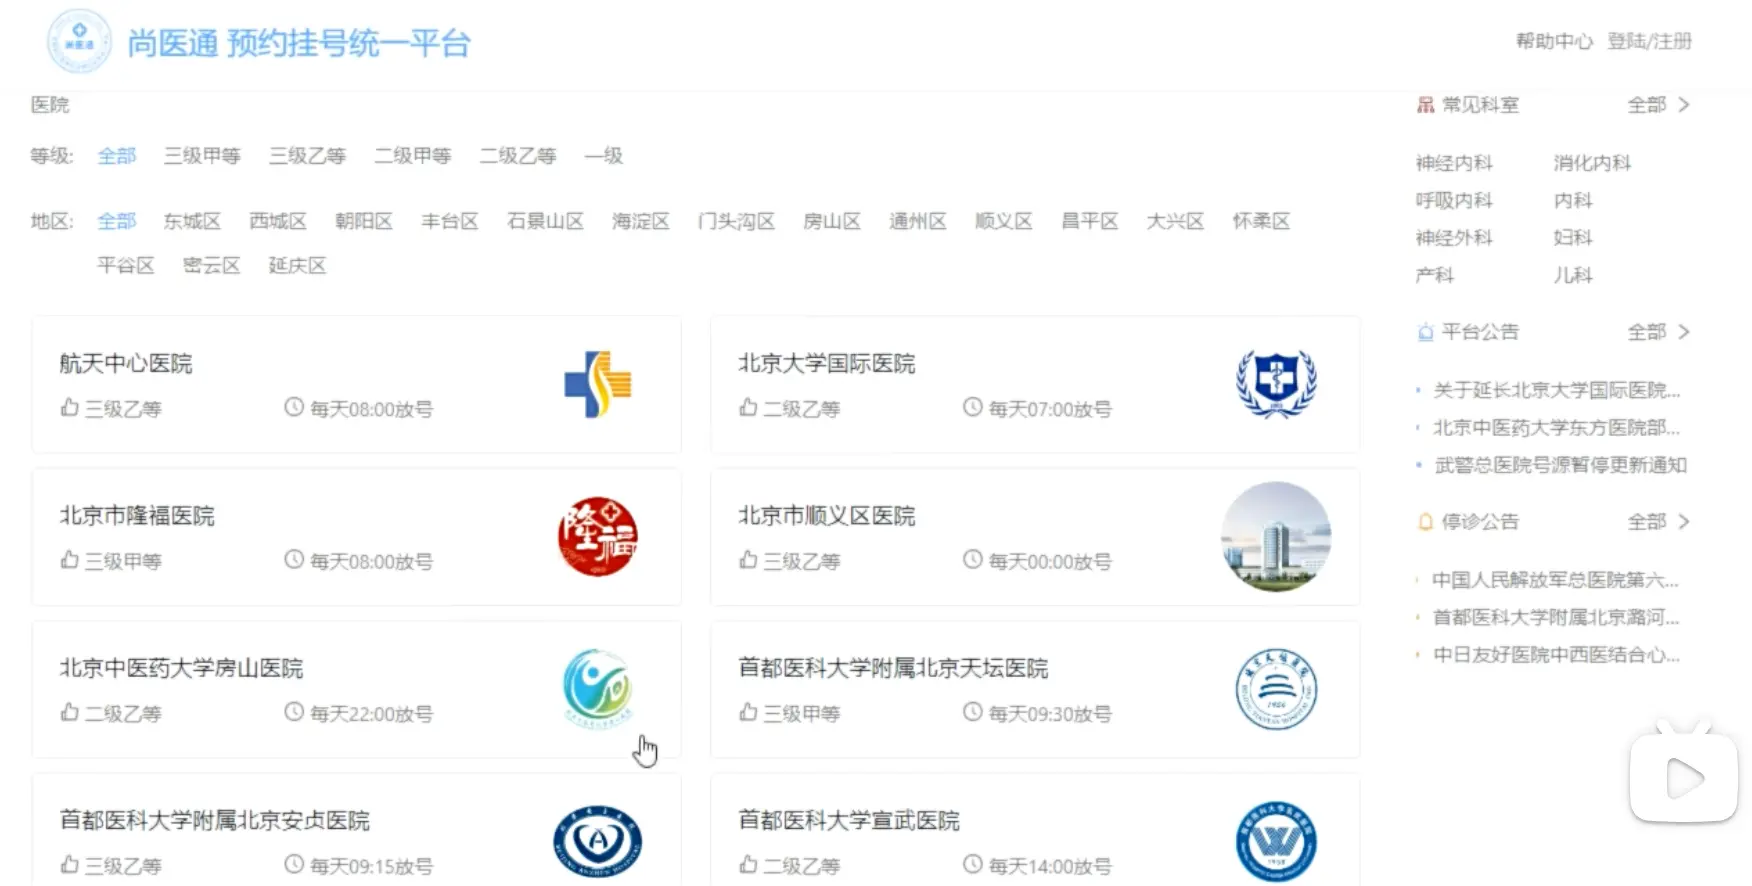 尚医通 预约挂号统一平台
帮助中心 登陆/注册
医院
等级: 全部 三级甲等 三级乙等 二级甲等 二级乙等 一级
地区: 全部 东城区 西城区 朝阳区 丰台区 石景山区 海淀区 门头沟区 房山区 通州区 顺义区 昌平区 大兴区 怀柔区
平谷区 密云区 延庆区
航天中心医院
三级乙等 每天08:00放号
北京大学国际医院
二级乙等 每天07:00放号
北京市隆福医院
三级甲等 每天08:00放号
隆福
北京市顺义区医院
三级乙等 每天00:00放号
北京中医药大学房山医院
二级乙等 每天22:00放号
首都医科大学附属北京天坛医院
三级甲等 每天09:30放号
首都医科大学附属北京安贞医院
三级乙等 每天09:15放号
首都医科大学宣武医院
二级乙等 每天14:00放号
常见科室 全部
神经内科 消化内科
呼吸内科 内科
神经外科 妇科
产科 儿科
平台公告 全部
关于延长北京大学国际医院...
北京中医药大学东方医院部...
武警总医院号源暂停更新通知
停诊公告 全部
中国人民解放军总医院第六...
首都医科大学附属北京潞河...
中日友好医院中西医结合心...